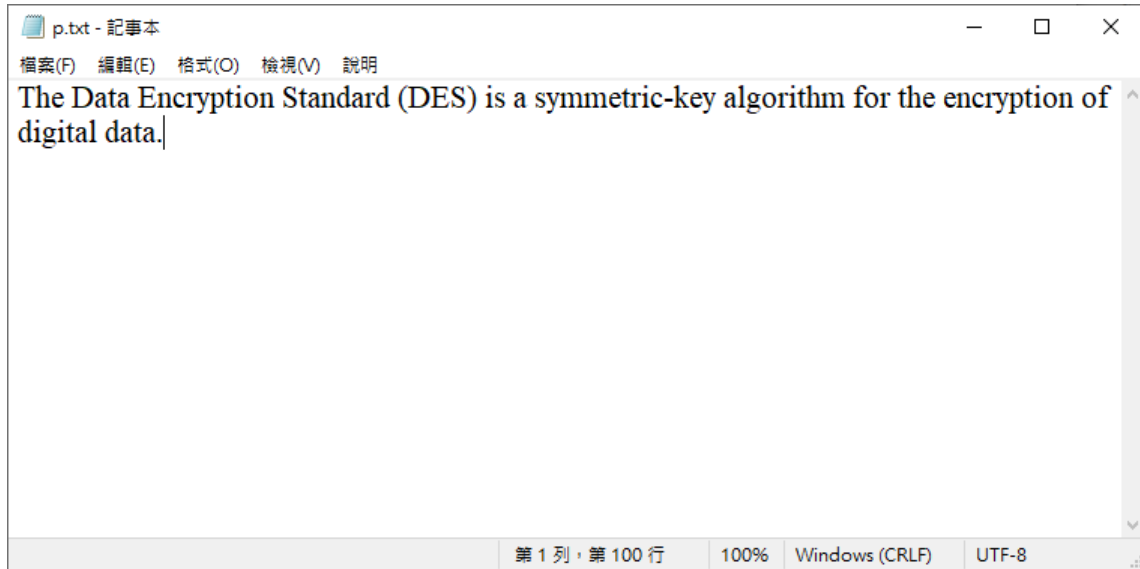 p.txt - 記事本
檔案(F) 編輯(E) 格式(O) 檢視(V) 說明
The Data Encryption Standard (DES) is a symmetric-key algorithm for the encryption of
digital data.
第 1 列，第 100 行 100% Windows (CRLF) UTF-8